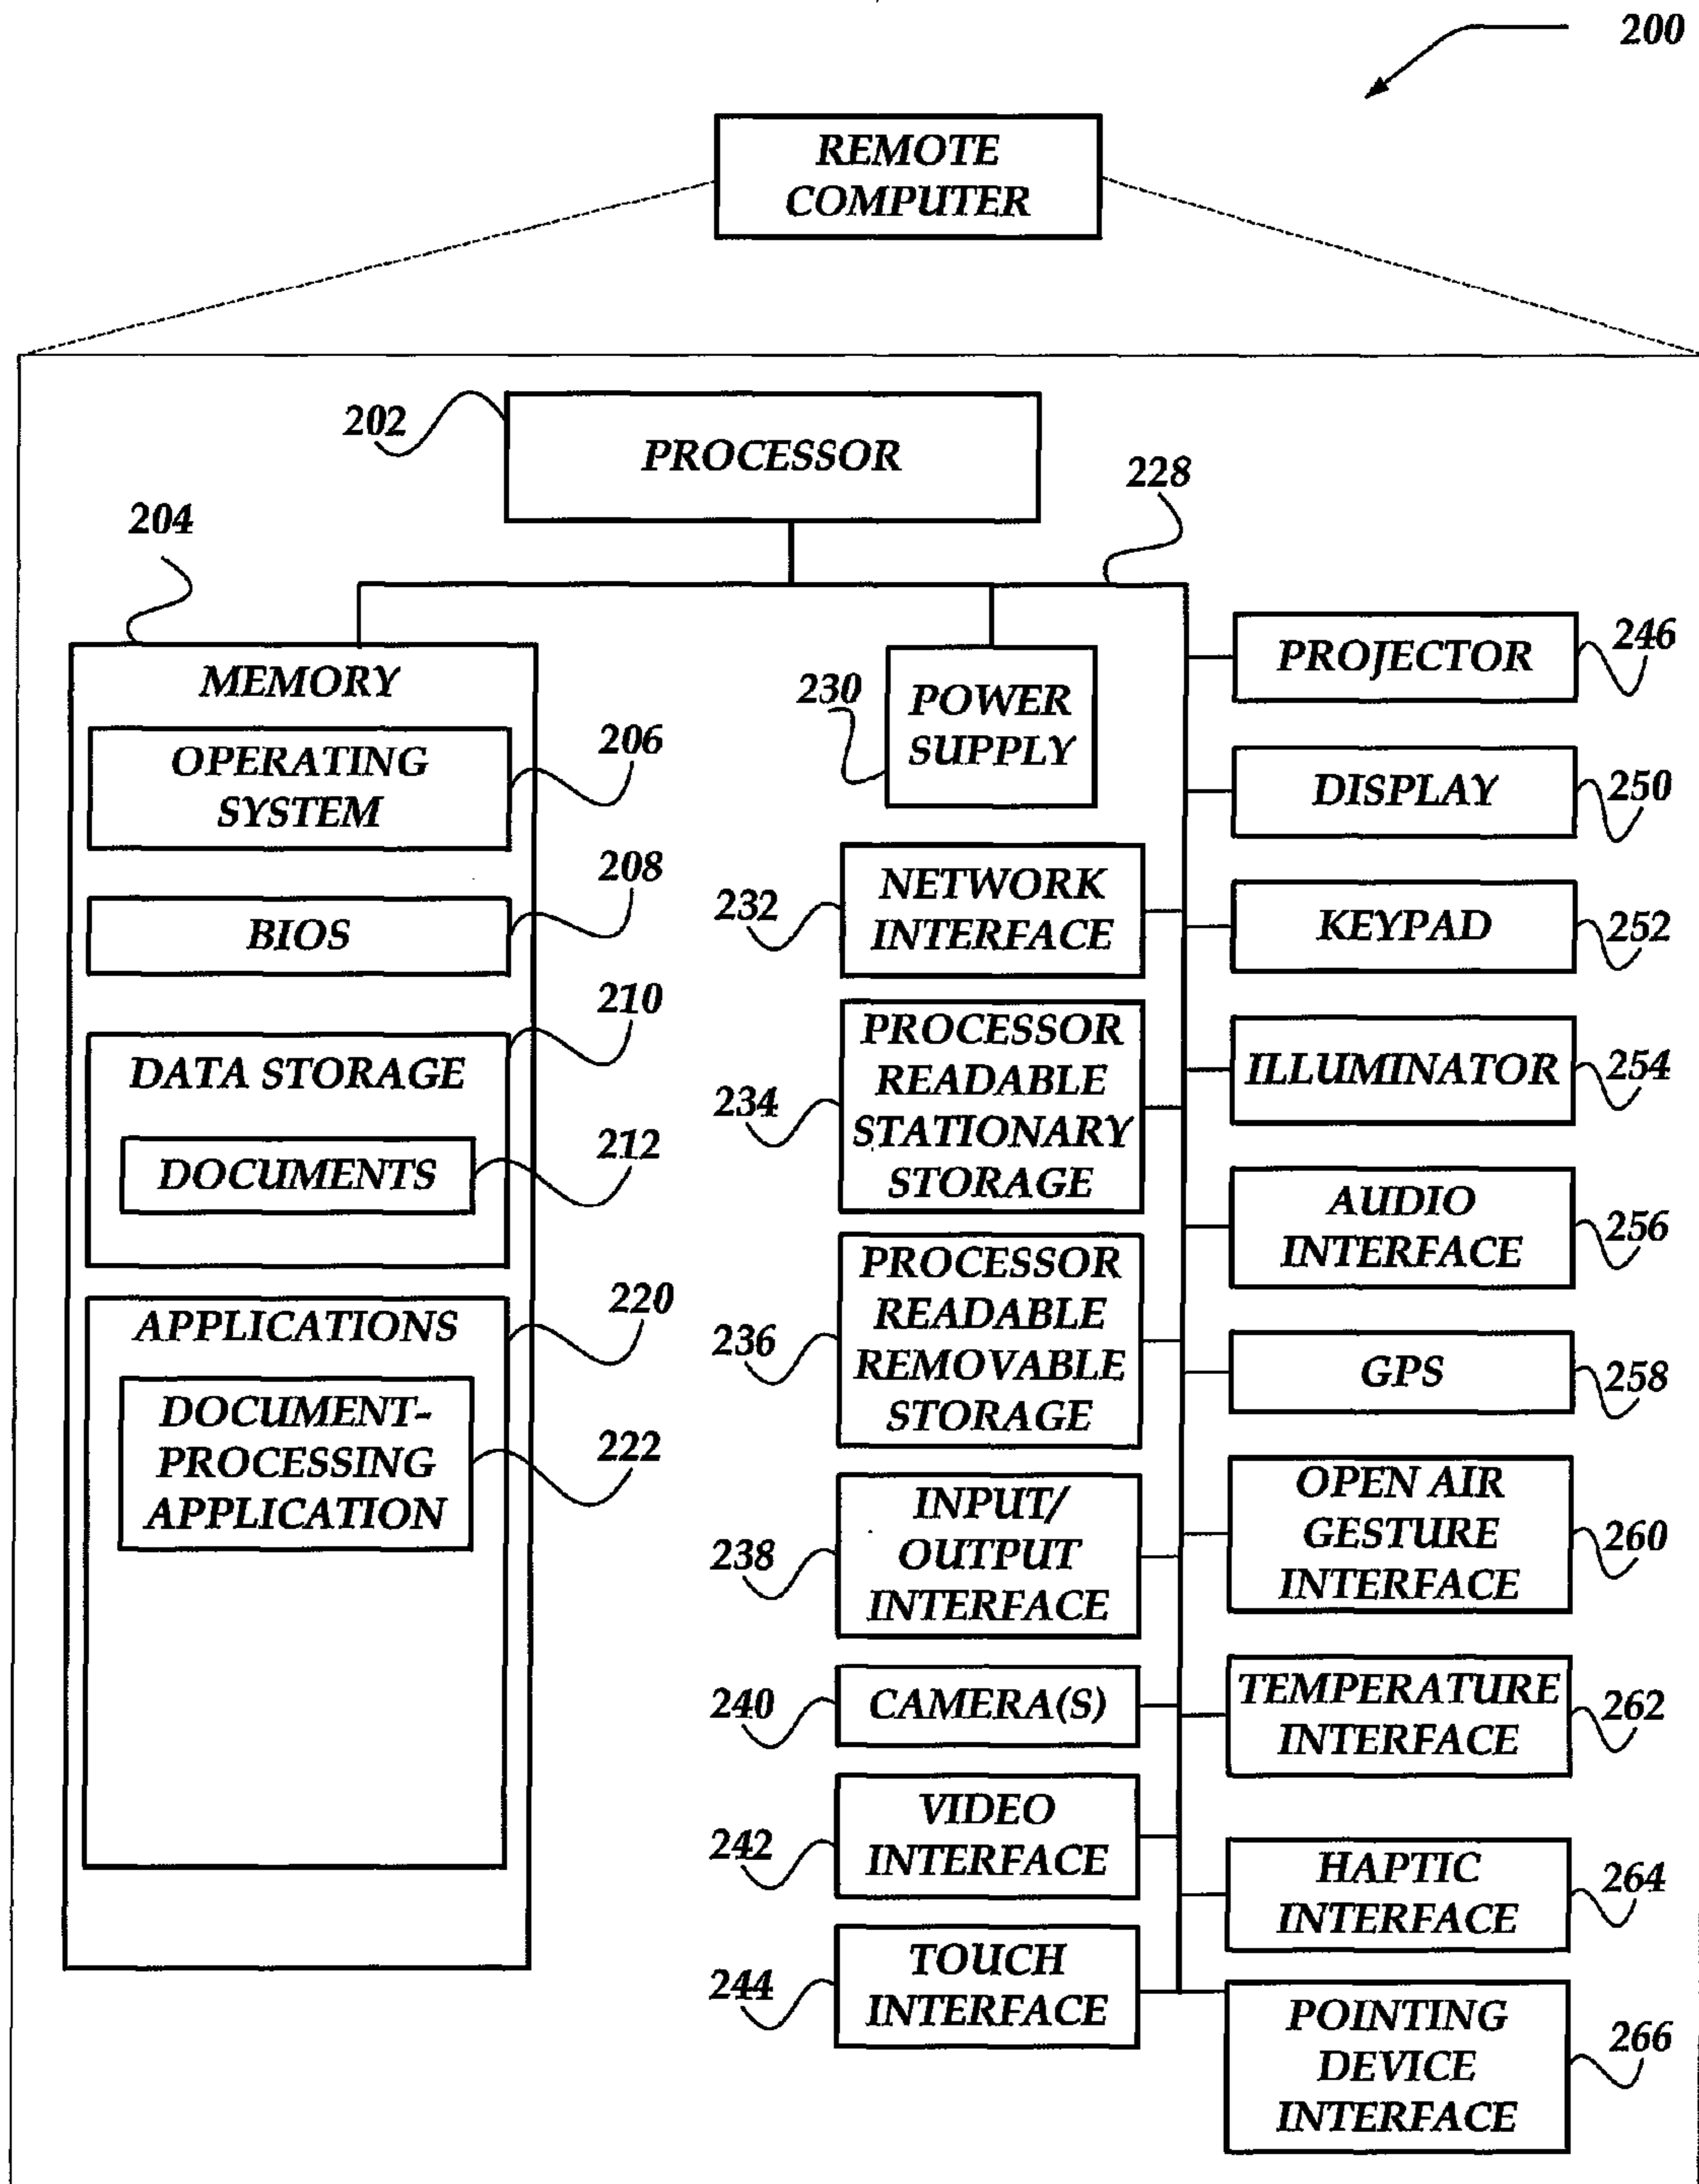 200
REMOTE
COMPUTER
202
PROCESSOR
228
204
MEMORY
OPERATING
SYSTEM
206
BIOS
208
DATA STORAGE
210
DOCUMENTS
212
APPLICATIONS
220
DOCUMENT-
PROCESSING
APPLICATION
222
230
POWER
SUPPLY
232
NETWORK
INTERFACE
234
PROCESSOR
READABLE
STATIONARY
STORAGE
236
PROCESSOR
READABLE
REMOVABLE
STORAGE
238
INPUT/
OUTPUT
INTERFACE
240
CAMERA(S)
242
VIDEO
INTERFACE
244
TOUCH
INTERFACE
PROJECTOR
246
DISPLAY
250
KEYPAD
252
ILLUMINATOR
254
AUDIO
INTERFACE
256
GPS
258
OPEN AIR
GESTURE
INTERFACE
260
TEMPERATURE
INTERFACE
262
HAPTIC
INTERFACE
264
POINTING
DEVICE
INTERFACE
266